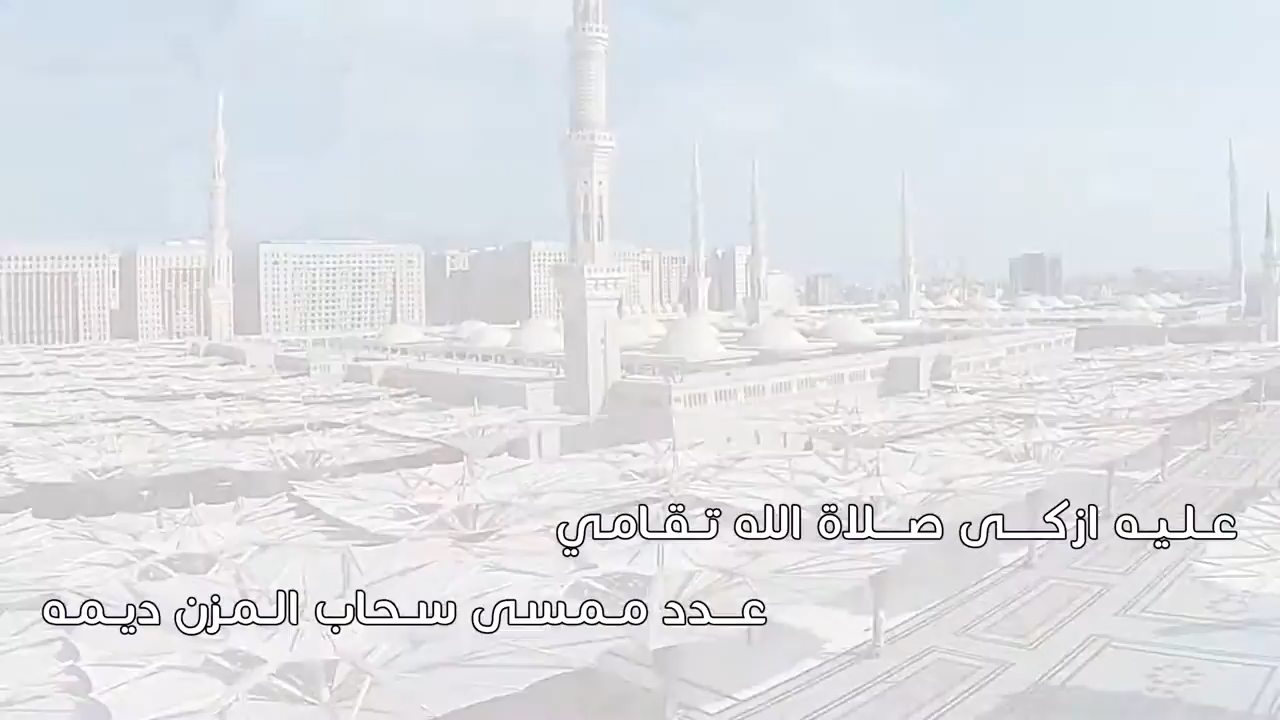 عليه ازكى صلاة الله تقامي
عدد ممسى سحاب المزن ديمه